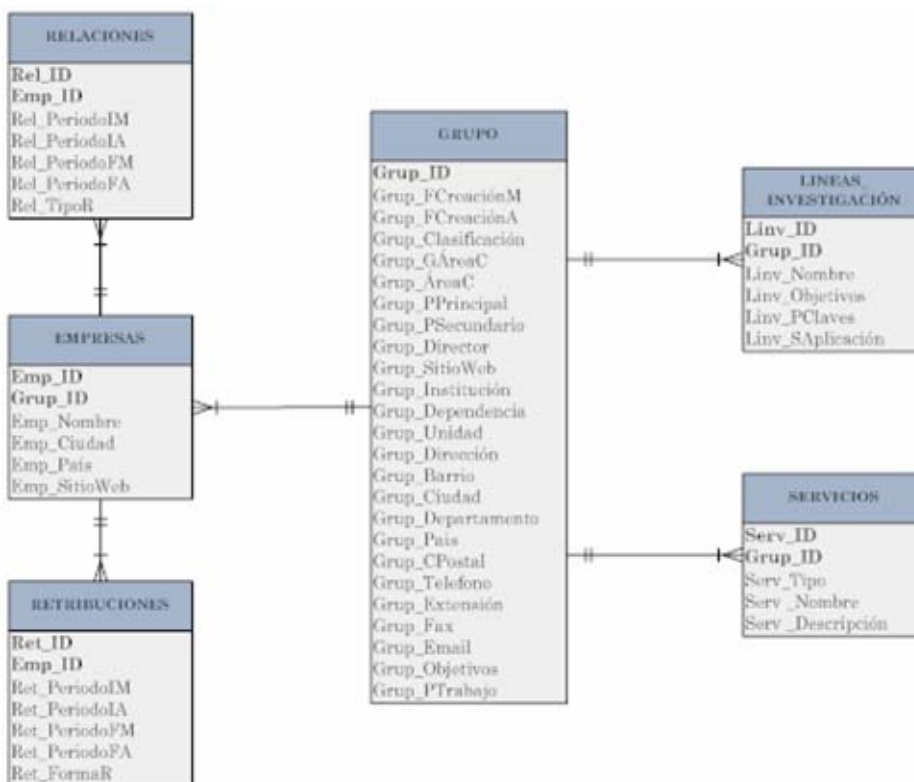 RELACIONES
Rel_ID
Emp_ID
Rel_PeriodoIM
Rel_PeriodoIA
Rel_PeriodoFM
Rel_PeriodoFA
Rel_TipoR
EMPRESAS
Emp_ID
Grup_ID
Emp_Nombre
Emp_Ciudad
Emp_País
Emp_SitioWeb
RETRIBUCIONES
Ret_ID
Emp_ID
Ret_PeriodoIM
Ret_PeriodoIA
Ret_PeriodoFM
Ret_PeriodoFA
Ret_FormaR
GRUPO
Grup_ID
Grup_FCreaciónM
Grup_FCreaciónA
Grup_Clasificación
Grup_GÁreaC
Grup_ÁreaC
Grup_PPrincipal
Grup_PSecundario
Grup_Director
Grup_SitioWeb
Grup_Institución
Grup_Dependencia
Grup_Unidad
Grup_Dirección
Grup_Barrio
Grup_Ciudad
Grup_Departamento
Grup_Pais
Grup_CPostal
Grup_Telefono
Grup_Extensión
Grup_Fax
Grup_Email
Grup_Objetivos
Grup_PTrabajo
LINEAS_
INVESTIGACIÓN
Linv_ID
Grup_ID
Linv_Nombre
Linv_Objetivos
Linv_PClaves
Linv_SAplicación
SERVICIOS
Serv_ID
Grup_ID
Serv_Tipo
Serv _Nombre
Serv _Descripción